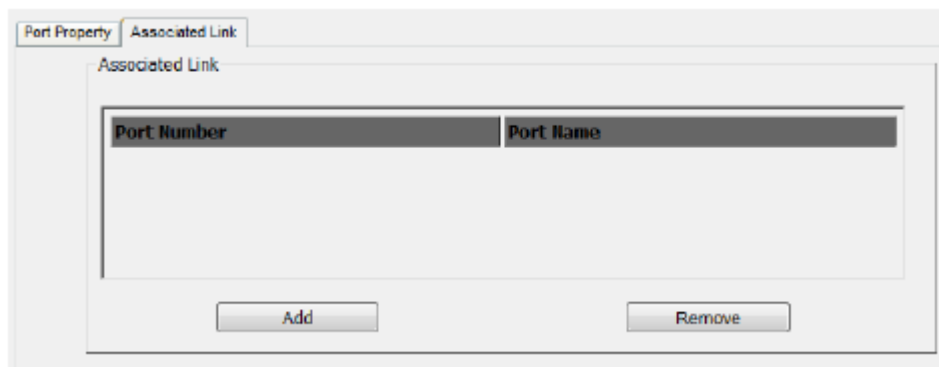 Port Property Associated Link
Associated Link
Port Number Port Name
Add Remove